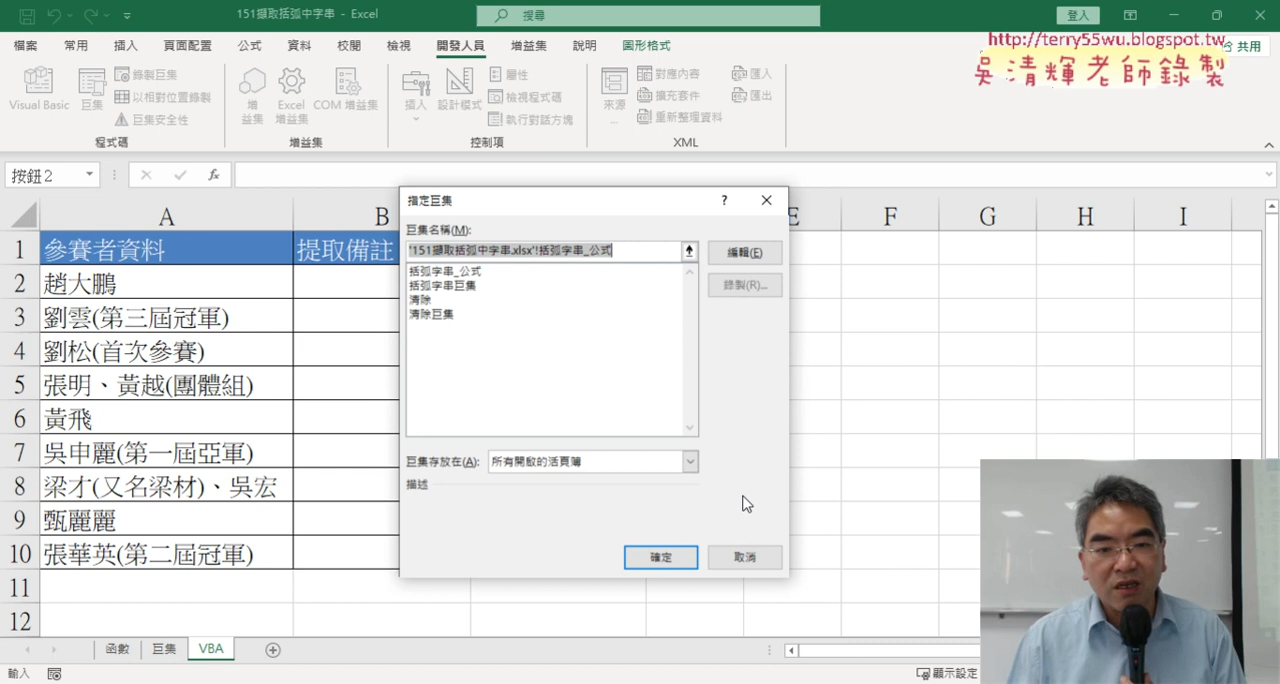 151擷取括弧中字串 - Excel
搜尋
登入
檔案 常用 插入 頁面配置 公式 資料 校閱 檢視 開發人員 增益集 說明 圖形格式
共用
http://terry55wu.blogspot.tw
吳清輝老師錄製
Visual Basic
巨集
錄製巨集
以相對位置錄製
巨集安全性
程式碼
增益集
Excel 增益集
COM 增益集
增益集
插入
設計模式
屬性
檢視程式碼
執行對話方塊
控制項
來源
...
對應內容
擴充套件
重新整理資料
匯入
匯出
XML
按鈕 2
fx
A B E F G H I
1 參賽者資料 提取備註
2 趙大鵬
3 劉雲(第三屆冠軍)
4 劉松(首次參賽)
5 張明、黃越(團體組)
6 黃飛
7 吳申麗(第一屆亞軍)
8 梁才(又名梁材)、吳宏
9 甄麗麗
10 張華英(第二屆冠軍)
11
12
指定巨集
?
巨集名稱(M):
'151擷取括弧中字串.xlsx'!括弧字串_公式
編輯(E)
錄製(R)...
括弧字串_公式
括弧字串巨集
清除
清除巨集
巨集存放在(A): 所有開啟的活頁簿
描述
確定 取消
函數 巨集 VBA
輸入
顯示設定